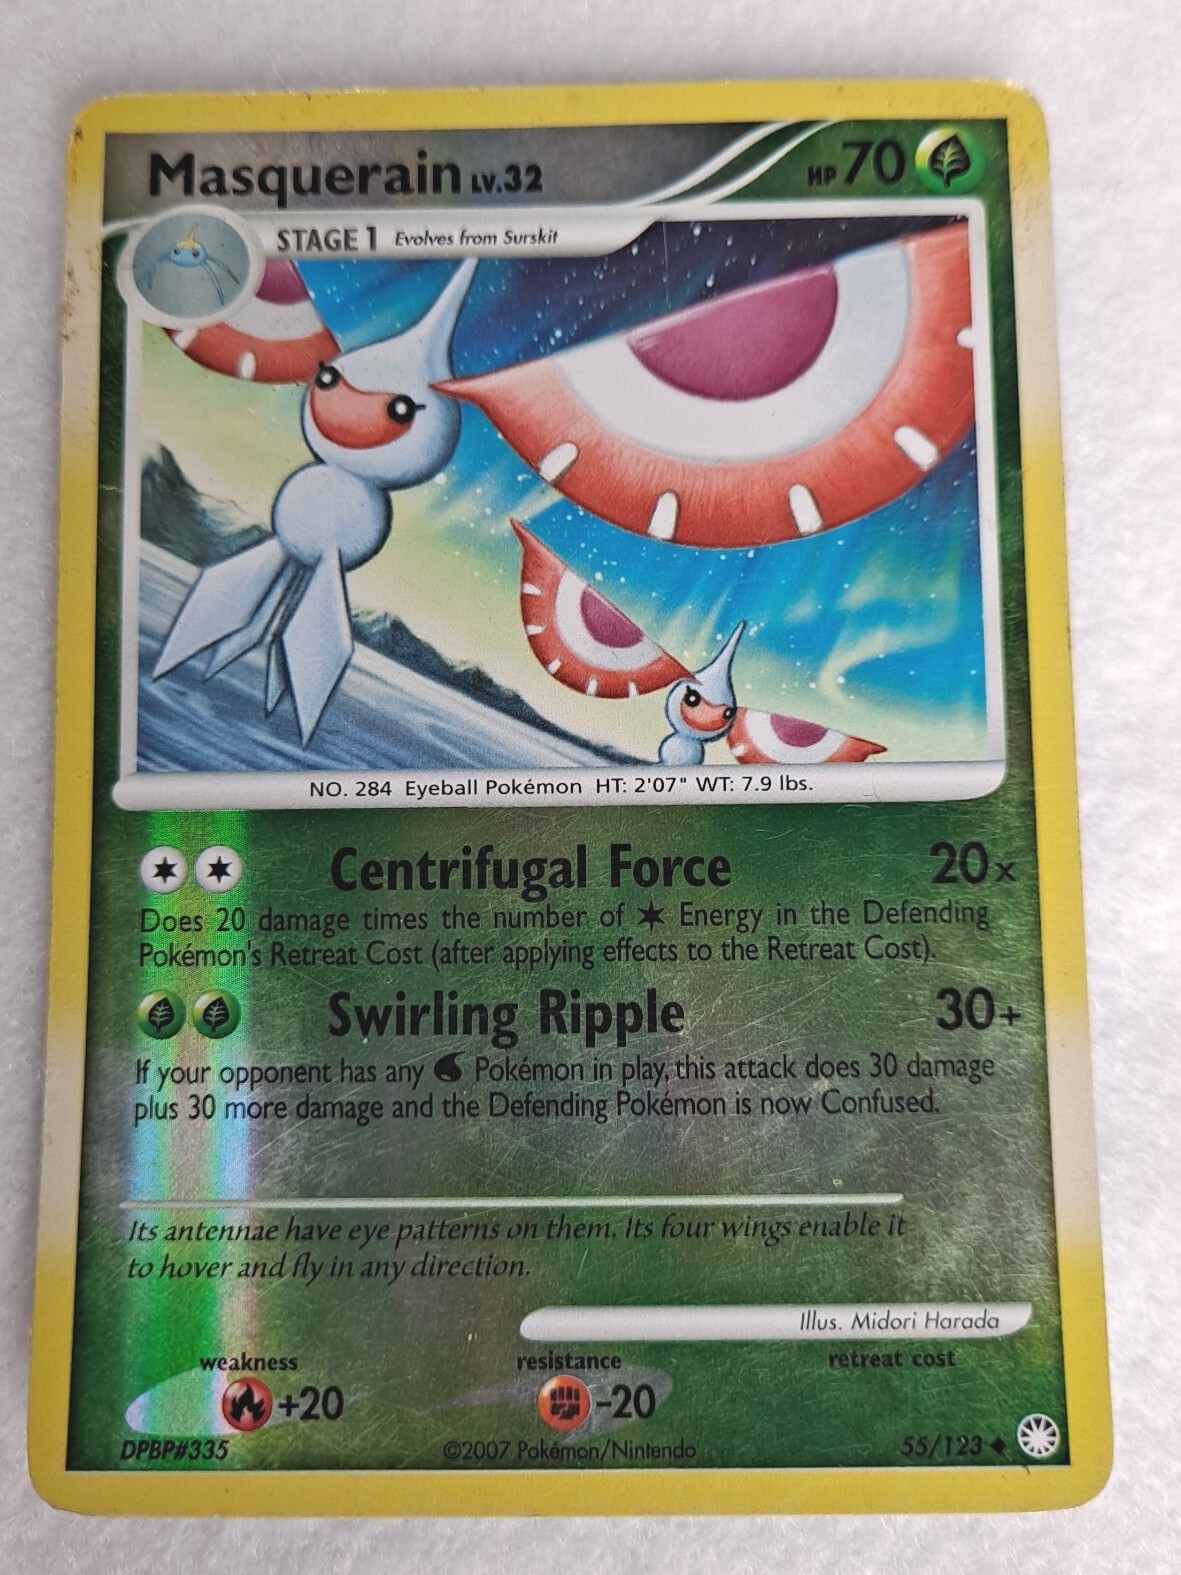 Masquerain LV.32 HP 70
STAGE 1 Evolves from Surskit
NO. 284 Eyeball Pokémon HT: 2'07" WT: 7.9 lbs.
Centrifugal Force 20x
Does 20 damage times the number of Energy in the Defending
Pokémon's Retreat Cost (after applying effects to the Retreat Cost).
Swirling Ripple 30+
If your opponent has any Pokémon in play, this attack does 30 damage
plus 30 more damage and the Defending Pokémon is now Confused.
Its antennae have eye patterns on them. Its four wings enable it
to hover and fly in any direction.
Illus. Midori Harada
weakness resistance retreat cost
+20 -20
DPBP#335 ©2007 Pokémon/Nintendo 55/123